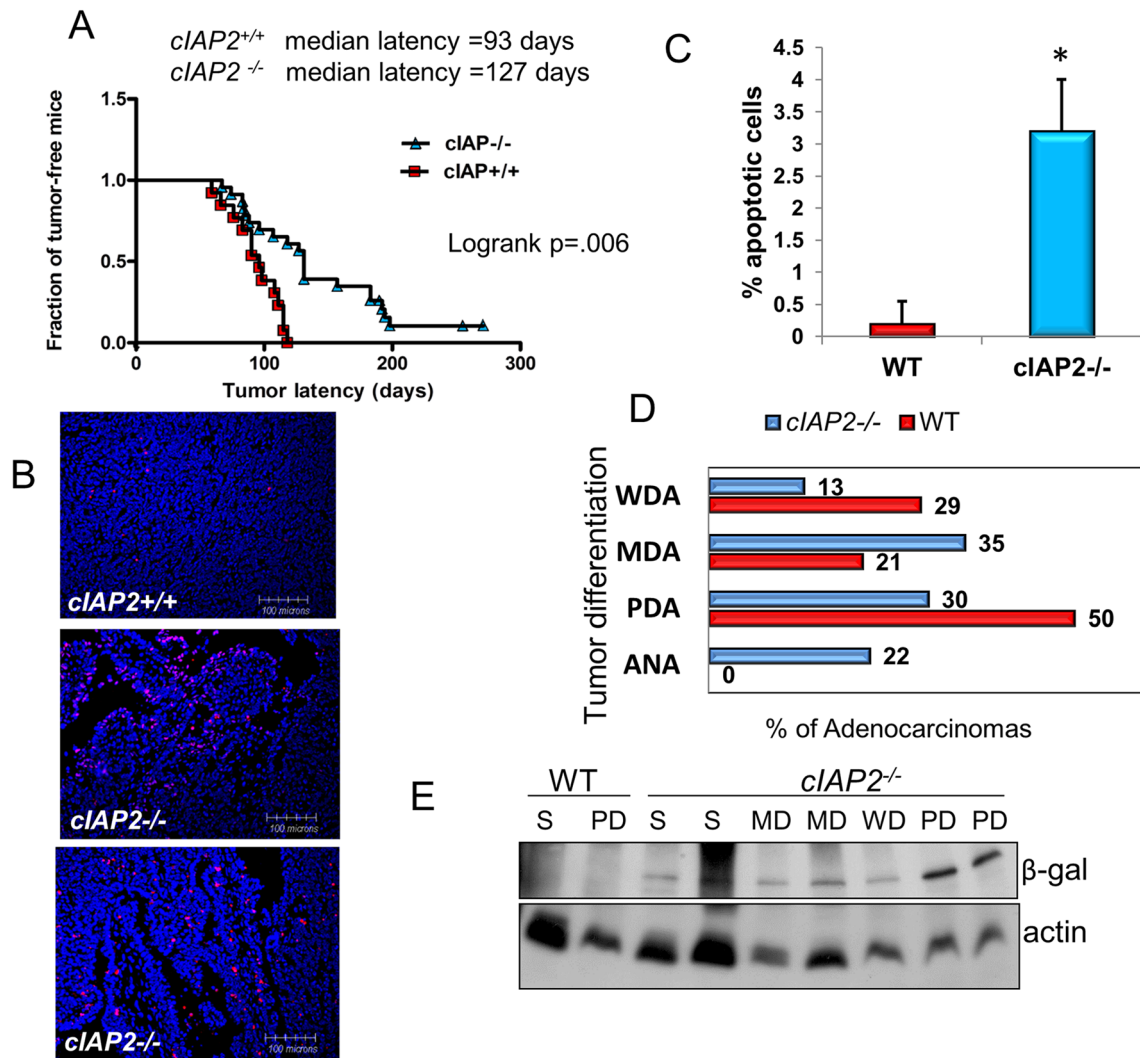 A
cIAP2+/+ median latency =93 days
cIAP2 -/- median latency =127 days
1.5
1.0
0.5
0.0
0
100
200
300
Fraction of tumor-free mice
Tumor latency (days)
cIAP-/-
cIAP+/+
Logrank p=.006
B
cIAP2+/+
100 microns
cIAP2-/-
100 microns
cIAP2-/-
100 microns
C
% apoptotic cells
4.5
4
3.5
3
2.5
2
1.5
1
0.5
0
*
WT
cIAP2-/-
D
cIAP2-/- WT
Tumor differentiation
WDA
13
29
MDA
35
21
PDA
30
50
ANA
22
0
% of Adenocarcinomas
E
WT cIAP2-/-
S PD S S MD MD WD PD PD
β-gal
actin